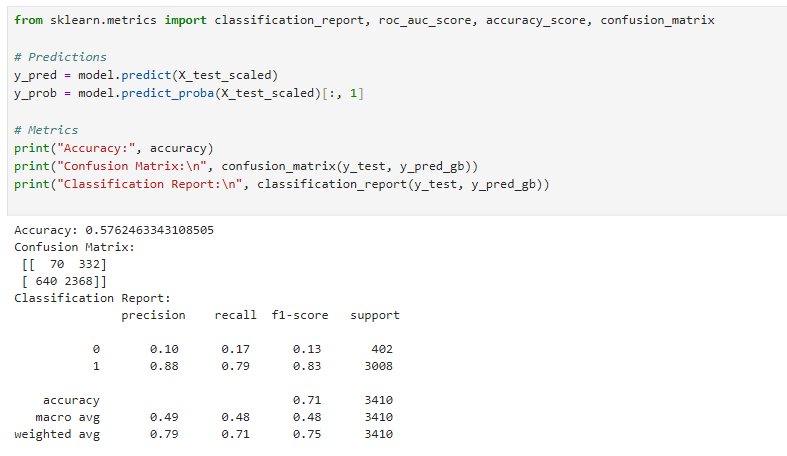 from sklearn.metrics import classification_report, roc_auc_score, accuracy_score, confusion_matrix
# Predictions
y_pred = model.predict(X_test_scaled)
y_prob = model.predict_proba(X_test_scaled)[:, 1]
# Metrics
print("Accuracy:", accuracy)
print("Confusion Matrix:\n", confusion_matrix(y_test, y_pred_gb))
print("Classification Report:\n", classification_report(y_test, y_pred_gb))
Accuracy: 0.5762463343108505
Confusion Matrix:
[[ 70 332]
[ 640 2368]]
Classification Report:
precision recall f1-score support
0 0.10 0.17 0.13 402
1 0.88 0.79 0.83 3008
accuracy 0.71 3410
macro avg 0.49 0.48 0.48 3410
weighted avg 0.79 0.71 0.75 3410